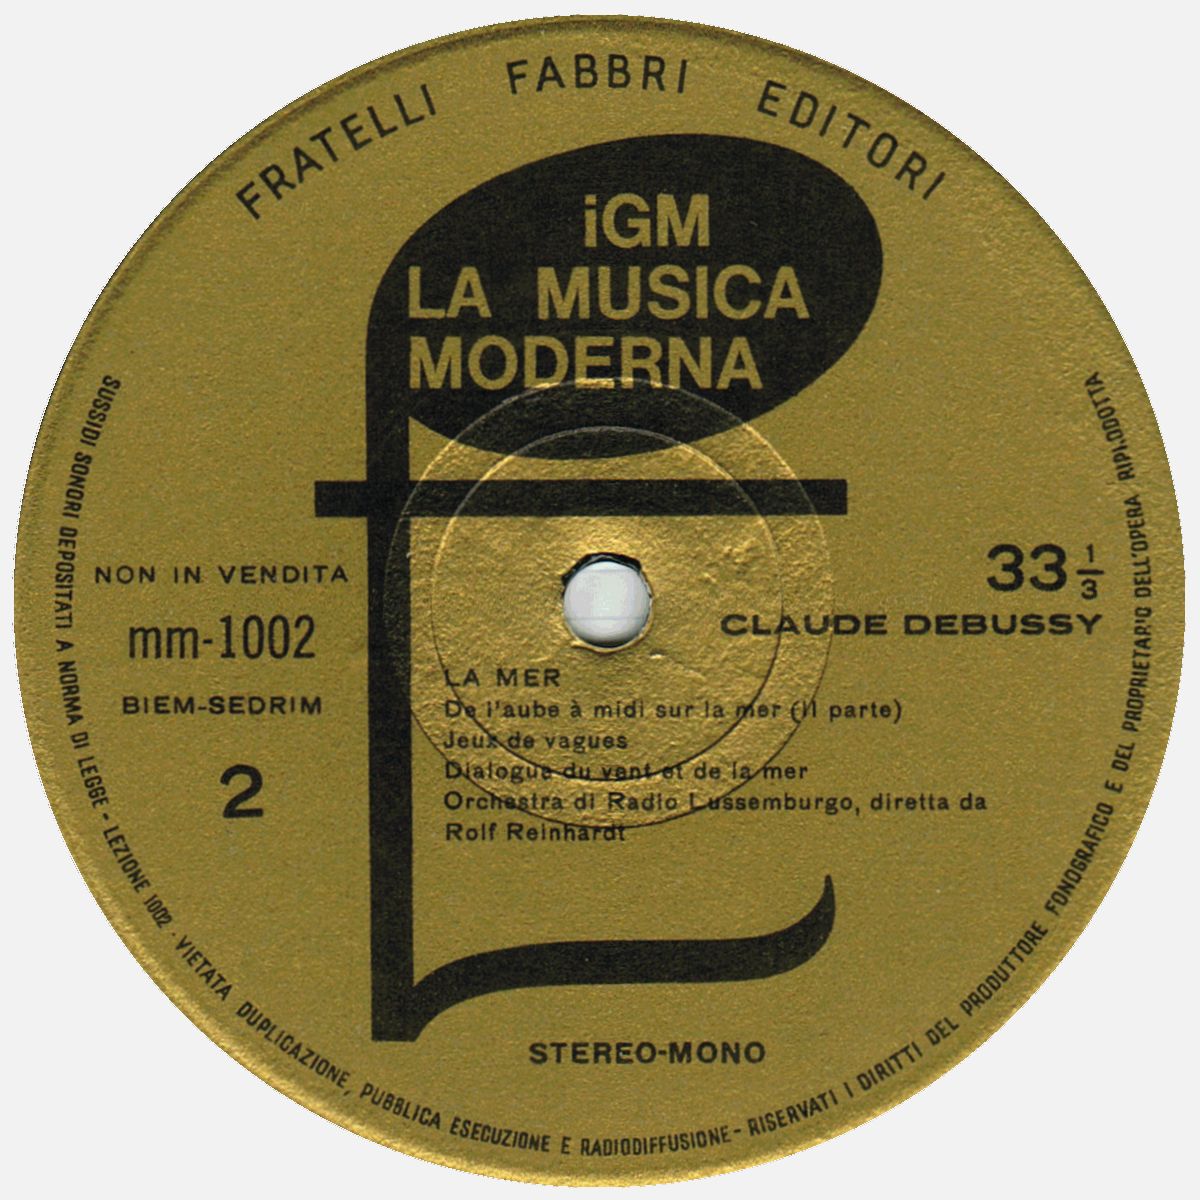 FRATELLI FABBRI EDITORI
iGM
LA MUSICA
MODERNA
NON IN VENDITA
mm-1002
BIEM-SEDRIM
2
33 1/3
CLAUDE DEBUSSY
LA MER
De l'aube à midi sur la mer (II parte)
Jeux de vagues
Dialogue du vent et de la mer
Orchestra di Radio Lussemburgo, diretta da
Rolf Reinhardt
STEREO-MONO
SUSSIDI SONORI DEPOSITATI A NORMA DI LEGGE - LEZIONE 1002 - VIETATA DUPLICAZIONE, PUBBLICA ESECUZIONE E RADIODIFFUSIONE - RISERVATI I DIRITTI DEL PRODUTTORE FONOGRAFICO E DEL PROPRIETARIO DELL'OPERA RIPRODOTTA